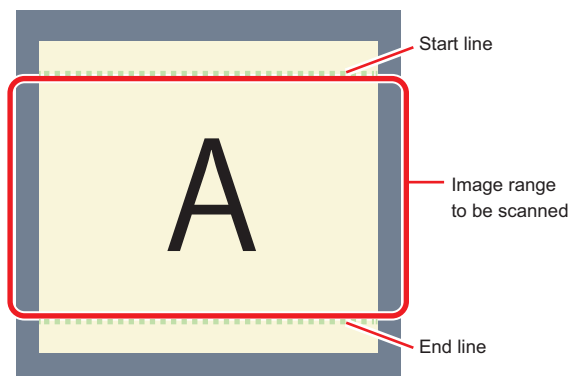 Start line
A
Image range
to be scanned
End line